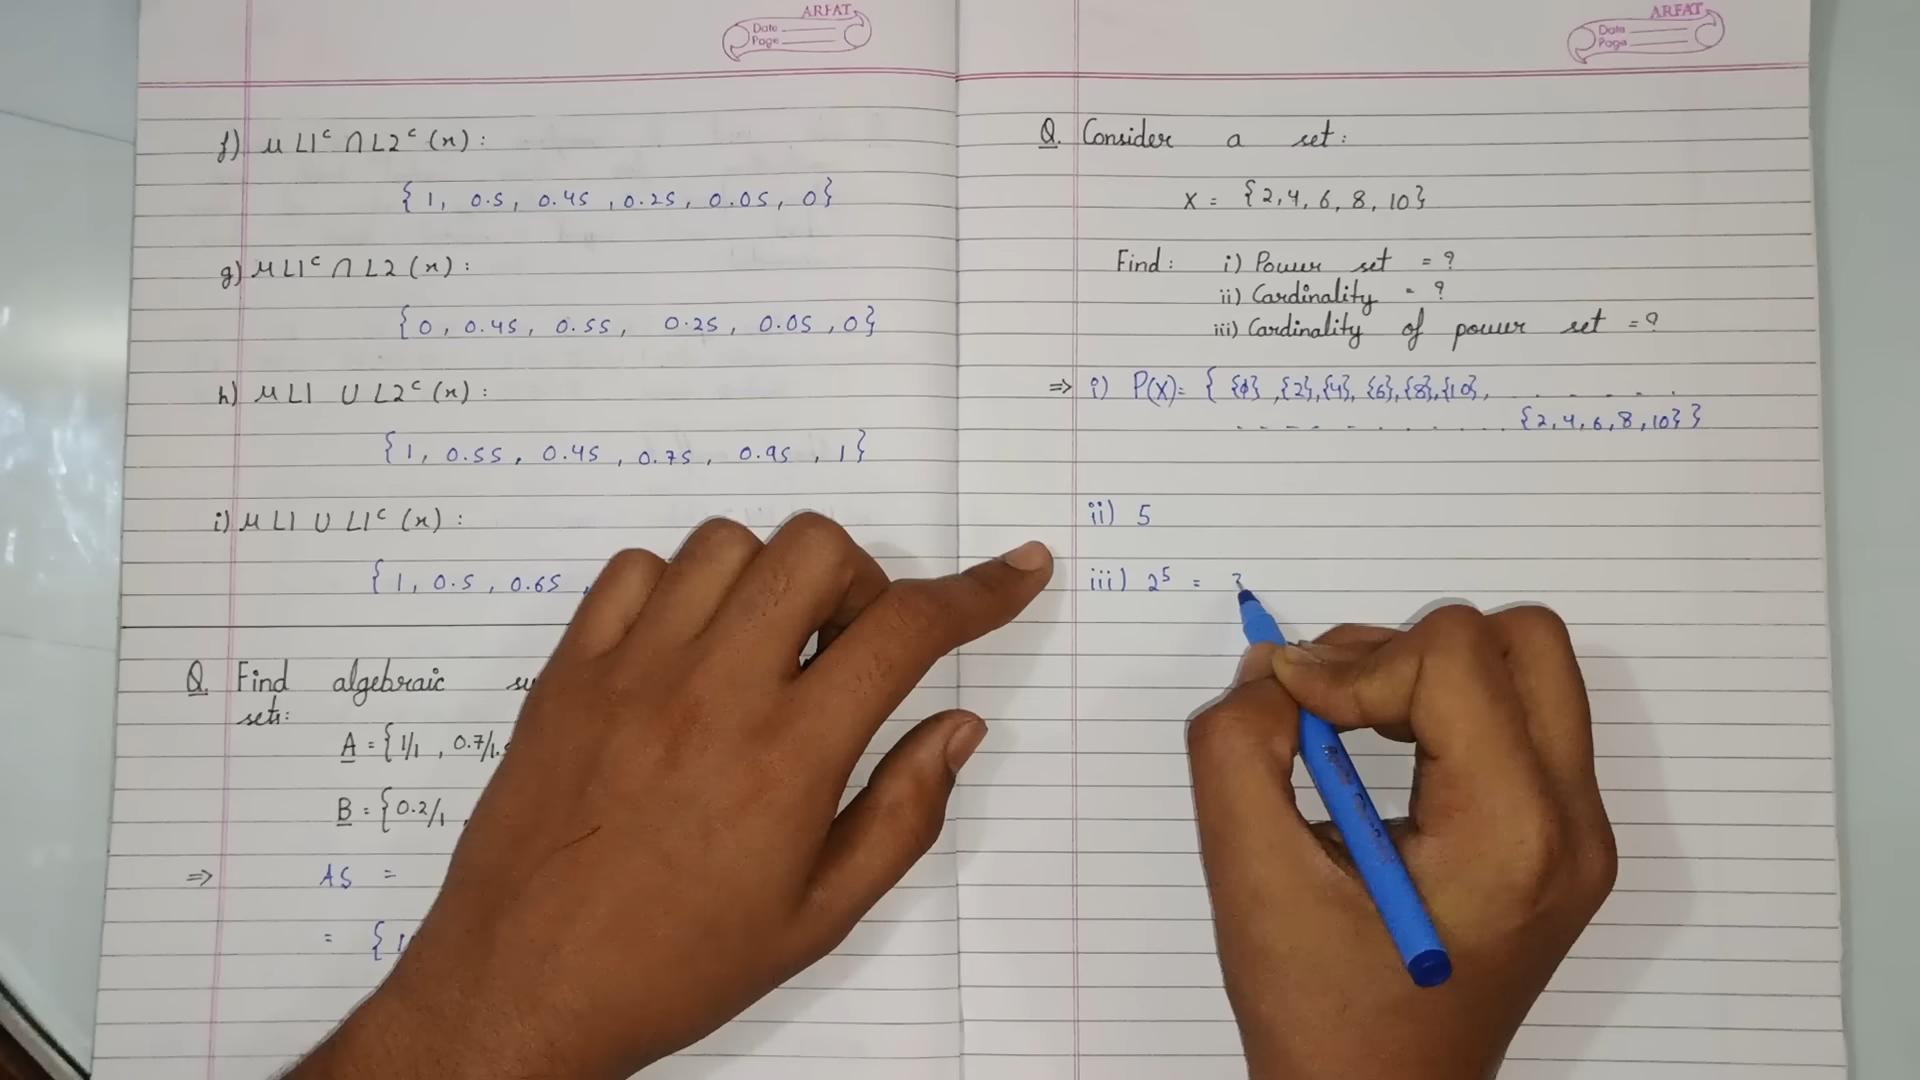 ARFAT
Date
Page
f) μ L1ᶜ ∩ L2ᶜ (x) :
{ 1, 0.5, 0.45, 0.25, 0.05, 0}
g) μ L1ᶜ ∩ L2 (x) :
{0, 0.45, 0.55, 0.25, 0.05, 0}
h) μ L1 ∪ L2ᶜ (x) :
{1, 0.55, 0.45, 0.75, 0.95, 1}
i) μ L1 ∪ L1ᶜ (x) :
{1, 0.5, 0.65,
Q. Find algebraic
sets:
A = {1/1, 0.7/1.5
B = {0.2/1,
⇒ AS =
= {1
ARFAT
Date
Page
Q. Consider a set:
X = {2, 4, 6, 8, 10}
Find: i) Power set = ?
ii) Cardinality = ?
iii) Cardinality of power set = ?
⇒ i) P(X) = { {ϕ}, {2}, {4}, {6}, {8}, {10}, . . . . . .
. . . . . . . . . . {2, 4, 6, 8, 10} }
ii) 5
iii) 2⁵ = 3